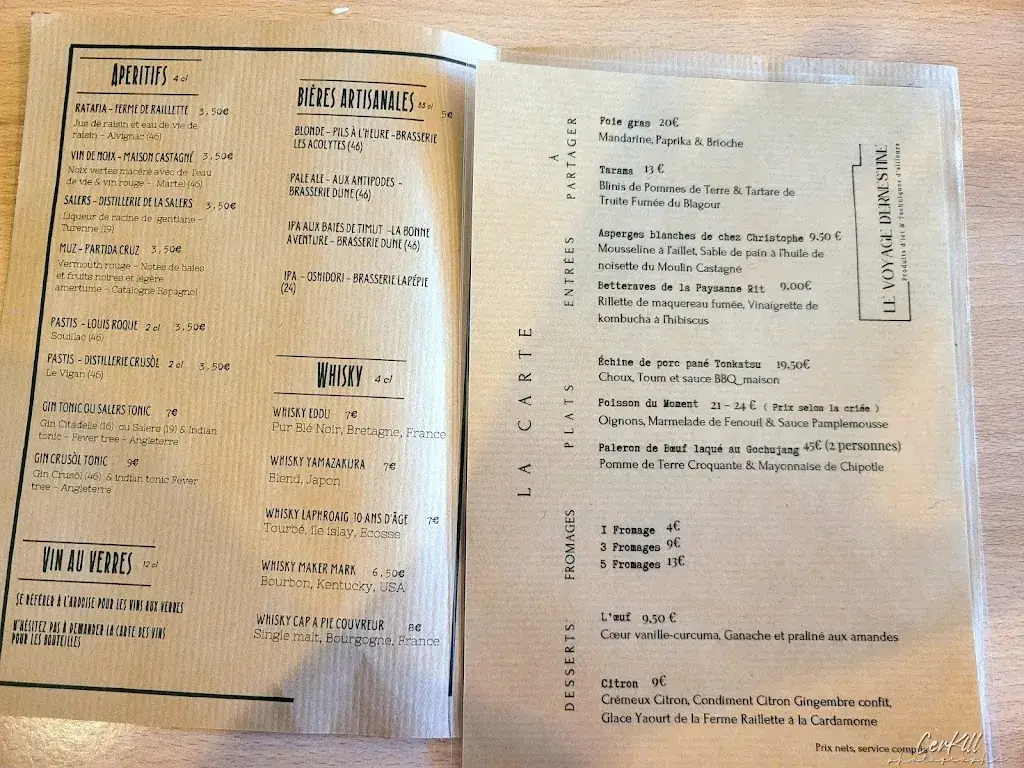 APERITIFS 4 cl
RATAFIA - FERME DE RAILLETTE 3,50€
Jus de raisin et eau de vie de
raisin - Alvignac (46)
VIN DE NOIX - MAISON CASTAGNÉ 3,50€
Noix vertes macéré avec de l'eau
de vie & vin rouge - Martel (46)
SALERS - DISTILLERIE DE LA SALERS 3,50€
Liqueur de racine de gentiane -
Turenne (19)
MUZ - PARTIDA CRUZ 3,50€
Vermouth rouge - Notes de baies
et fruits noires et légère
amertume - Catalogne Espagnol
PASTIS - LOUIS ROQUE 2 cl 3,50€
Souillac (46)
PASTIS - DISTILLERIE CRUSÒL 2 cl 3,50€
Le Vigan (46)
GIN TONIC OU SALERS TONIC 7€
Gin Citadelle (16) ou Salers (19) & Indian
tonic - Fever tree - Angleterre
GIN CRUSÒL TONIC 9€
Gin Crusòl (46) & indian tonic Fever
tree - Angleterre
VIN AU VERRES 12 cl
SE RÉFÉRER À L'ARDOISE POUR LES VINS AUX VERRES
N'HÉSITEZ PAS À DEMANDER LA CARTE DES VINS
POUR LES BOUTEILLES
BIÈRES ARTISANALES 33 cl
5€
BLONDE - PILS À L'HEURE - BRASSERIE
LES ACOLYTES (46)
PALE ALE - AUX ANTIPODES -
BRASSERIE DUNE (46)
IPA AUX BAIES DE TIMUT - LA BONNE
AVENTURE - BRASSERIE DUNE (46)
IPA - OSHIDORI - BRASSERIE LAPÉPIE
(24)
WHISKY 4 cl
WHISKY EDDU 7€
Pur Blé Noir, Bretagne, France
WHISKY YAMAZAKURA 7€
Blend, Japon
WHISKY LAPHROAIG 10 ANS D'ÂGE 7€
Tourbé, île islay, Ecosse
WHISKY MAKER MARK 6,50€
Bourbon, Kentucky, USA
WHISKY CAP A PIE COUVREUR 8€
Single malt, Bourgogne, France
LA CARTE
À
PARTAGER
Foie gras 20€
Mandarine, Paprika & Brioche
Tarama 13 €
Blinis de Pommes de Terre & Tartare de
Truite Fumée du Blagour
ENTRÉES
Asperges blanches de chez Christophe 9.50 €
Mousseline à l'aillet, Sable de pain à l'huile de
noisette du Moulin Castagné
Betteraves de la Paysanne Rit 9.00€
Rillette de maquereau fumée, Vinaigrette de
kombucha à l'hibiscus
PLATS
Échine de porc pané Tonkatsu 19,50€
Choux, Toum et sauce BBQ maison
Poisson du Moment 21 - 24 € ( Prix selon la criée )
Oignons, Marmelade de Fenouil & Sauce Pamplemousse
Paleron de Bœuf laqué au Gochujang 45€ (2 personnes)
Pomme de Terre Croquante & Mayonnaise de Chipotle
FROMAGES
1 Fromage 4€
3 Fromages 9€
5 Fromages 13€
DESSERTS
L'œuf 9,50 €
Cœur vanille-curcuma, Ganache et praliné aux amandes
Citron 9€
Crémeux Citron, Condiment Citron Gingembre confit,
Glace Yaourt de la Ferme Raillette à la Cardamome
Prix nets, service compris
LE VOYAGE D'ERNESTINE
Produits d'ici & Techniques d'ailleurs
CerKill
photographie